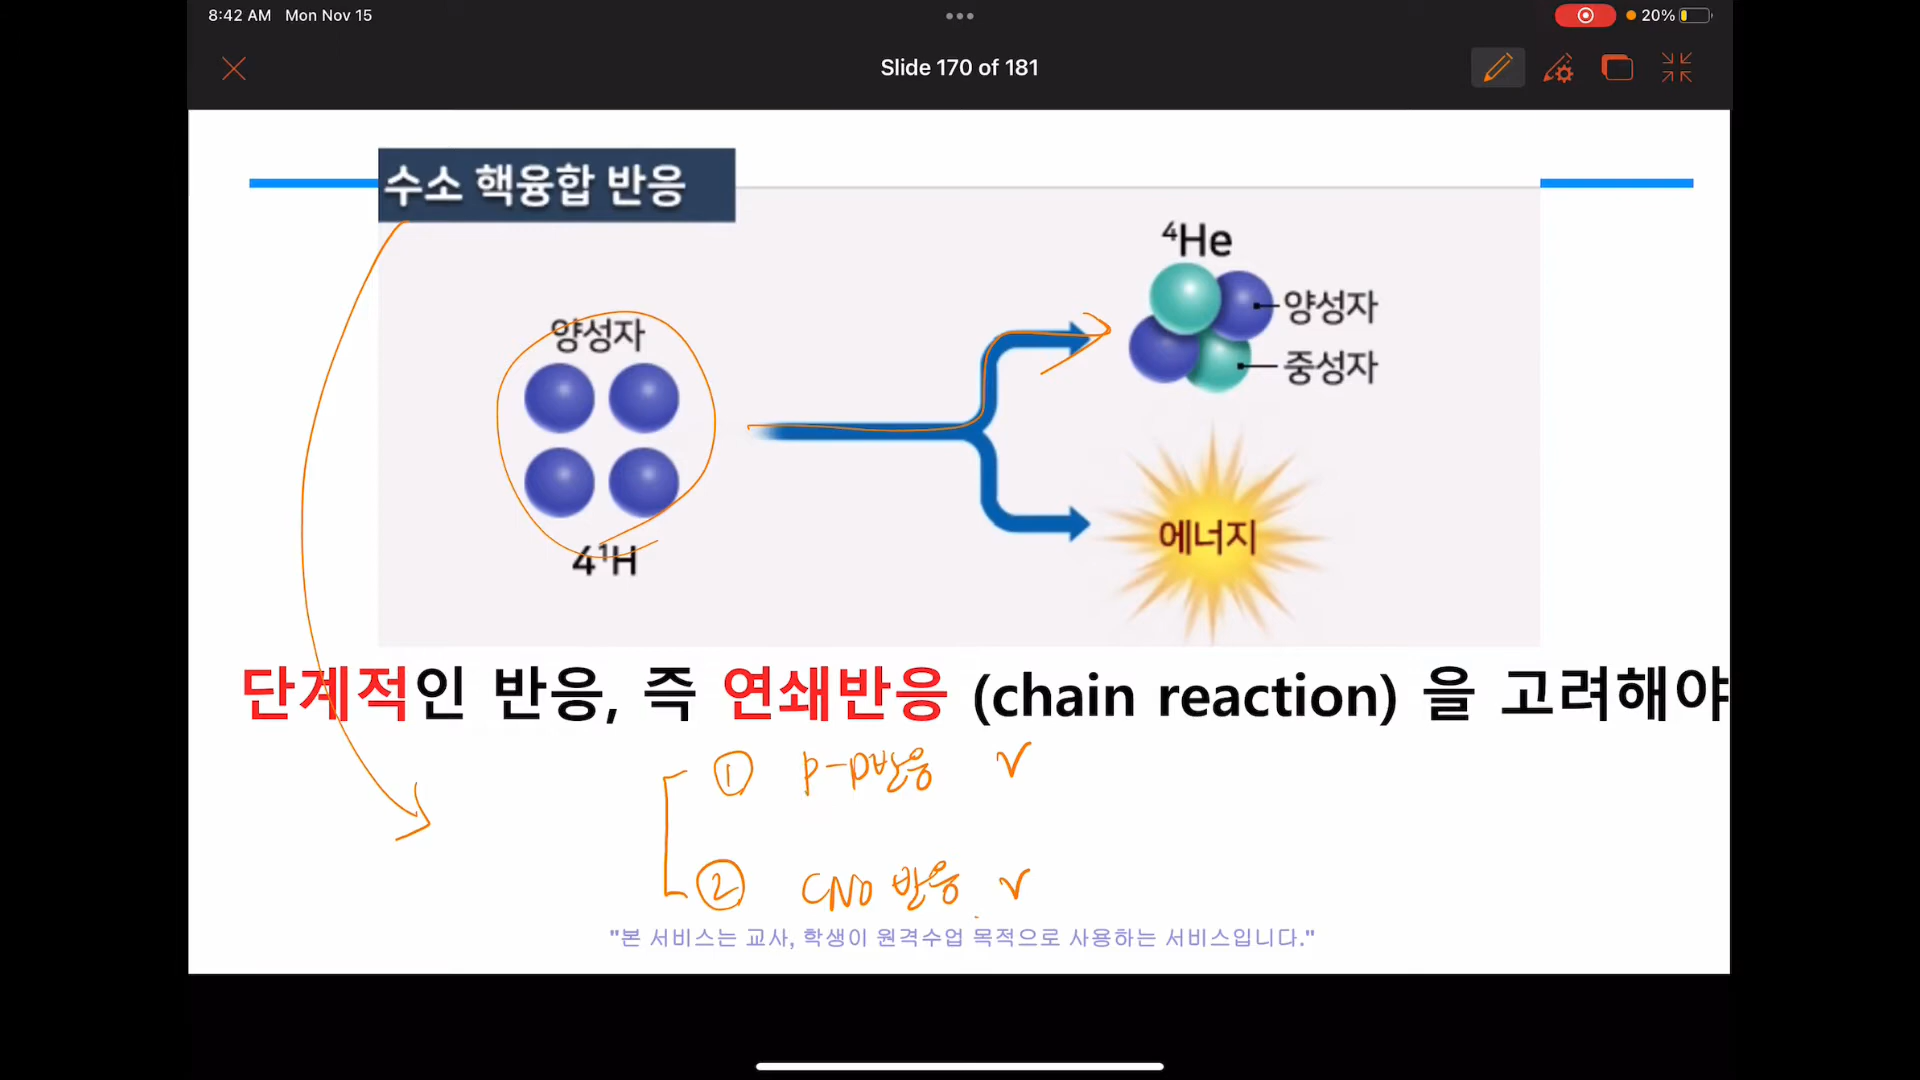 8:42 AM Mon Nov 15
20%
Slide 170 of 181
수소 핵융합 반응
⁴He
양성자
양성자
중성자
에너지
4¹H
단계적인 반응, 즉 연쇄반응 (chain reaction) 을 고려해야
① p-p반응 ✓
② CNO 반응 ✓
"본 서비스는 교사, 학생이 원격수업 목적으로 사용하는 서비스입니다."